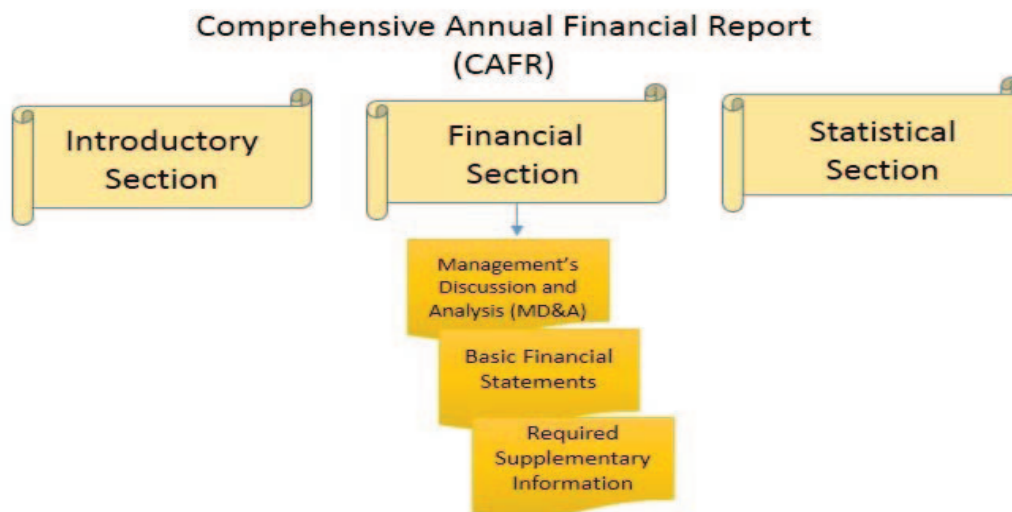 Comprehensive Annual Financial Report
(CAFR)
Introductory
Section
Financial
Section
Statistical
Section
Management’s
Discussion and
Analysis (MD&A)
Basic Financial
Statements
Required
Supplementary
Information